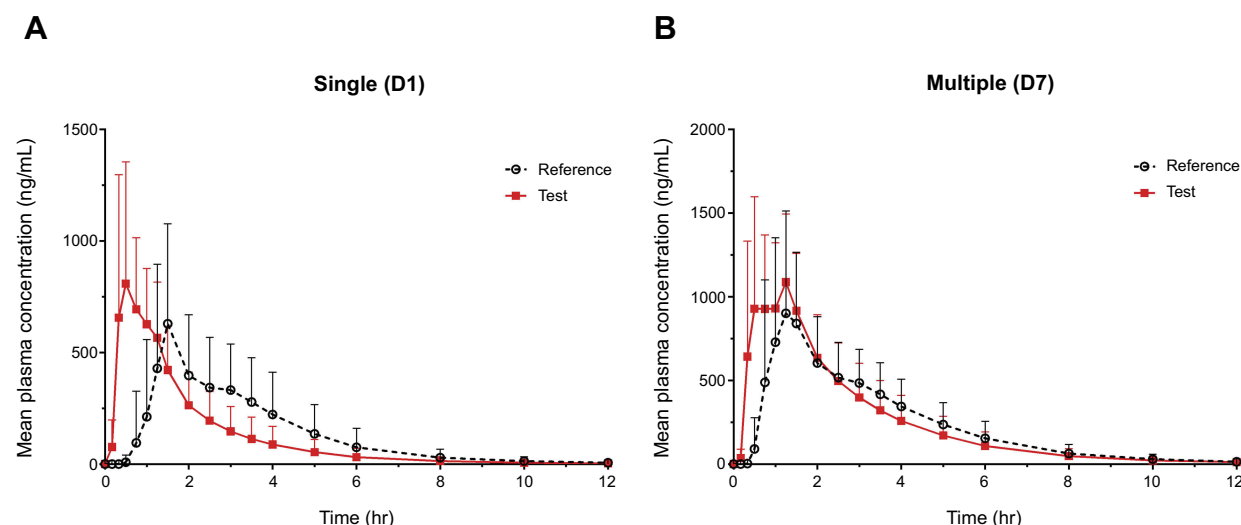 A
Single (D1)
Mean plasma concentration (ng/mL)
1500
1000
500
0
0 2 4 6 8 10 12
Time (hr)
Reference
Test
B
Multiple (D7)
Mean plasma concentration (ng/mL)
2000
1500
1000
500
0
0 2 4 6 8 10 12
Time (hr)
Reference
Test